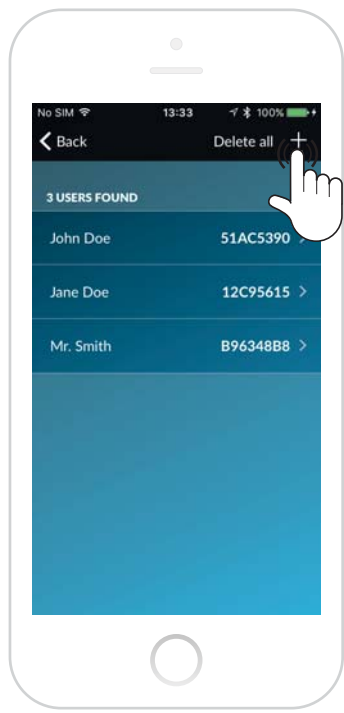 No SIM 13:33 100%
Back Delete all +
3 USERS FOUND
John Doe 51AC5390 >
Jane Doe 12C95615 >
Mr. Smith B96348B8 >